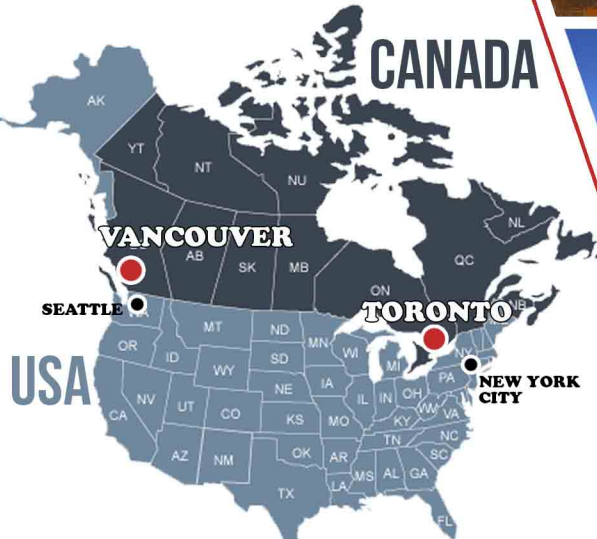 CANADA
AK
YT
NT
NU
NL
VANCOUVER
AB
SK
MB
ON
QC
NB
TORONTO
SEATTLE
MT
ND
MN
WI
MI
NY
OR
ID
WY
SD
IA
PA
USA
NEW YORK
CITY
NE
IL
IN
OH
NV
UT
CO
KS
MO
KY
WV
VA
CA
AZ
NM
OK
AR
TN
NC
SC
TX
LA
MS
AL
GA
FL